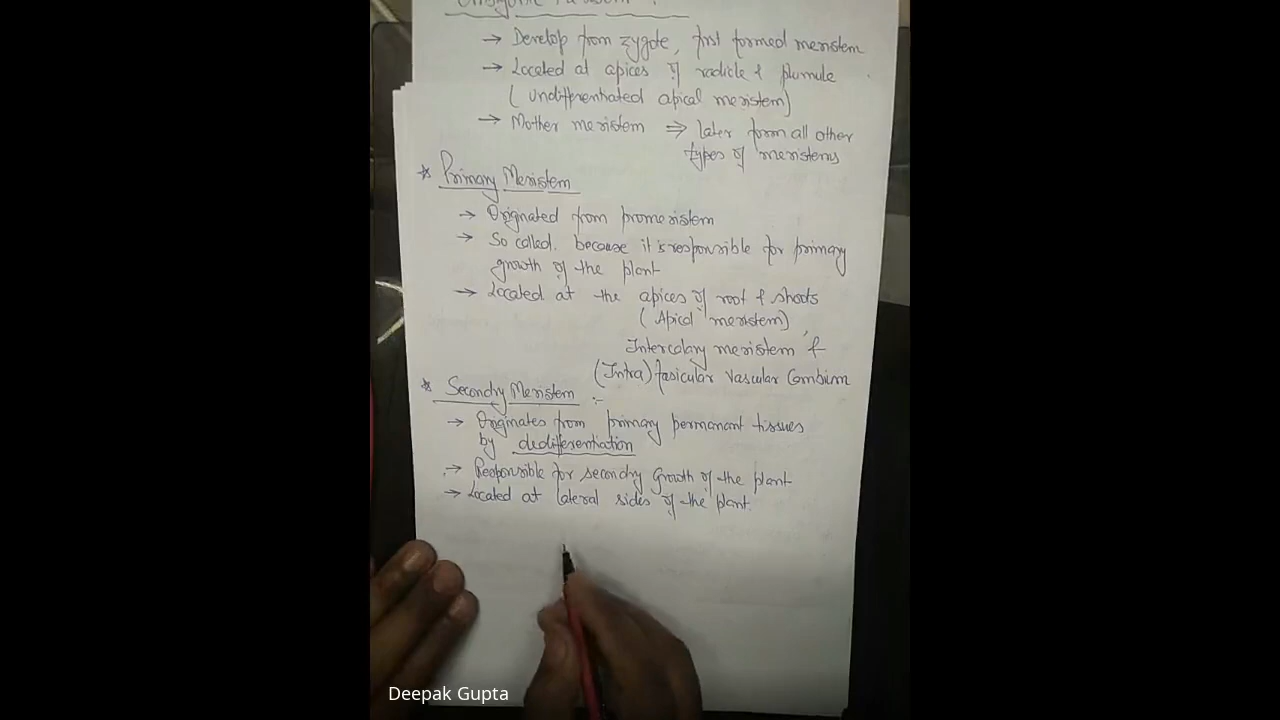 → Develop from zygote, first formed meristem
→ Located at apices of radicle & plumule
(undifferentiated apical meristem)
→ Mother meristem ⇒ later form all other
types of meristems
* Primary Meristem
→ Originated from promeristem
→ So called. because it is responsible for primary
growth of the plant
→ Located at the apices of root & shoots
(Apical meristem),
Intercalary meristem &
(Intra) fasicular vascular Cambium
* Secondry Meristem :-
→ Originates from primary permanant tissues
by dedifferentiation
→ Responsible for secondry growth of the plant
→ Located at lateral sides of the plant.
Deepak Gupta